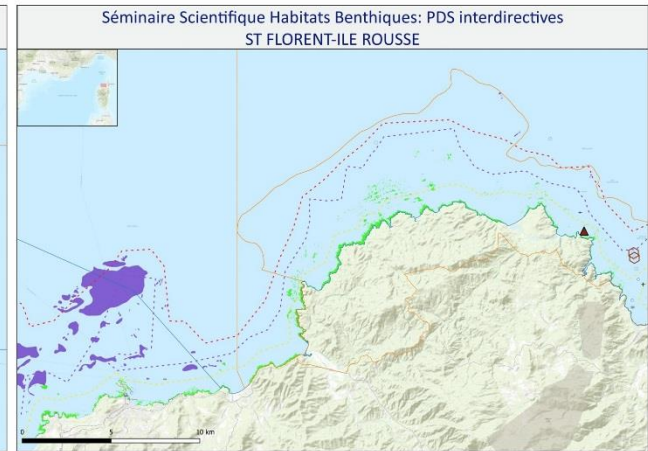 Séminaire Scientifique Habitats Benthiques: PDS interdirectives
ST FLORENT-ILE ROUSSE
0 5 10 km